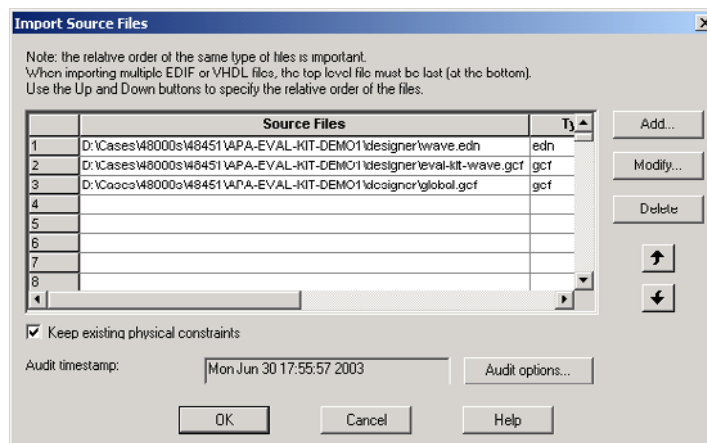 Import Source Files
Note: the relative order of the same type of files is important.
When importing multiple EDIF or VHDL files, the top level file must be last (at the bottom).
Use the Up and Down buttons to specify the relative order of the files.
Source Files Ty
1 D:\Cases\48000s\48451\APA-EVAL-KIT-DEMO1\designer\wave.edn edn
2 D:\Cases\48000s\48451\APA-EVAL-KIT-DEMO1\designer\eval-kit-wave.gcf gcf
3 D:\Cases\48000s\48451\APA-EVAL-KIT-DEMO1\designer\global.gcf gcf
4
5
6
7
8
Add...
Modify...
Delete
Keep existing physical constraints
Audit timestamp: Mon Jun 30 17:55:57 2003 Audit options...
OK Cancel Help